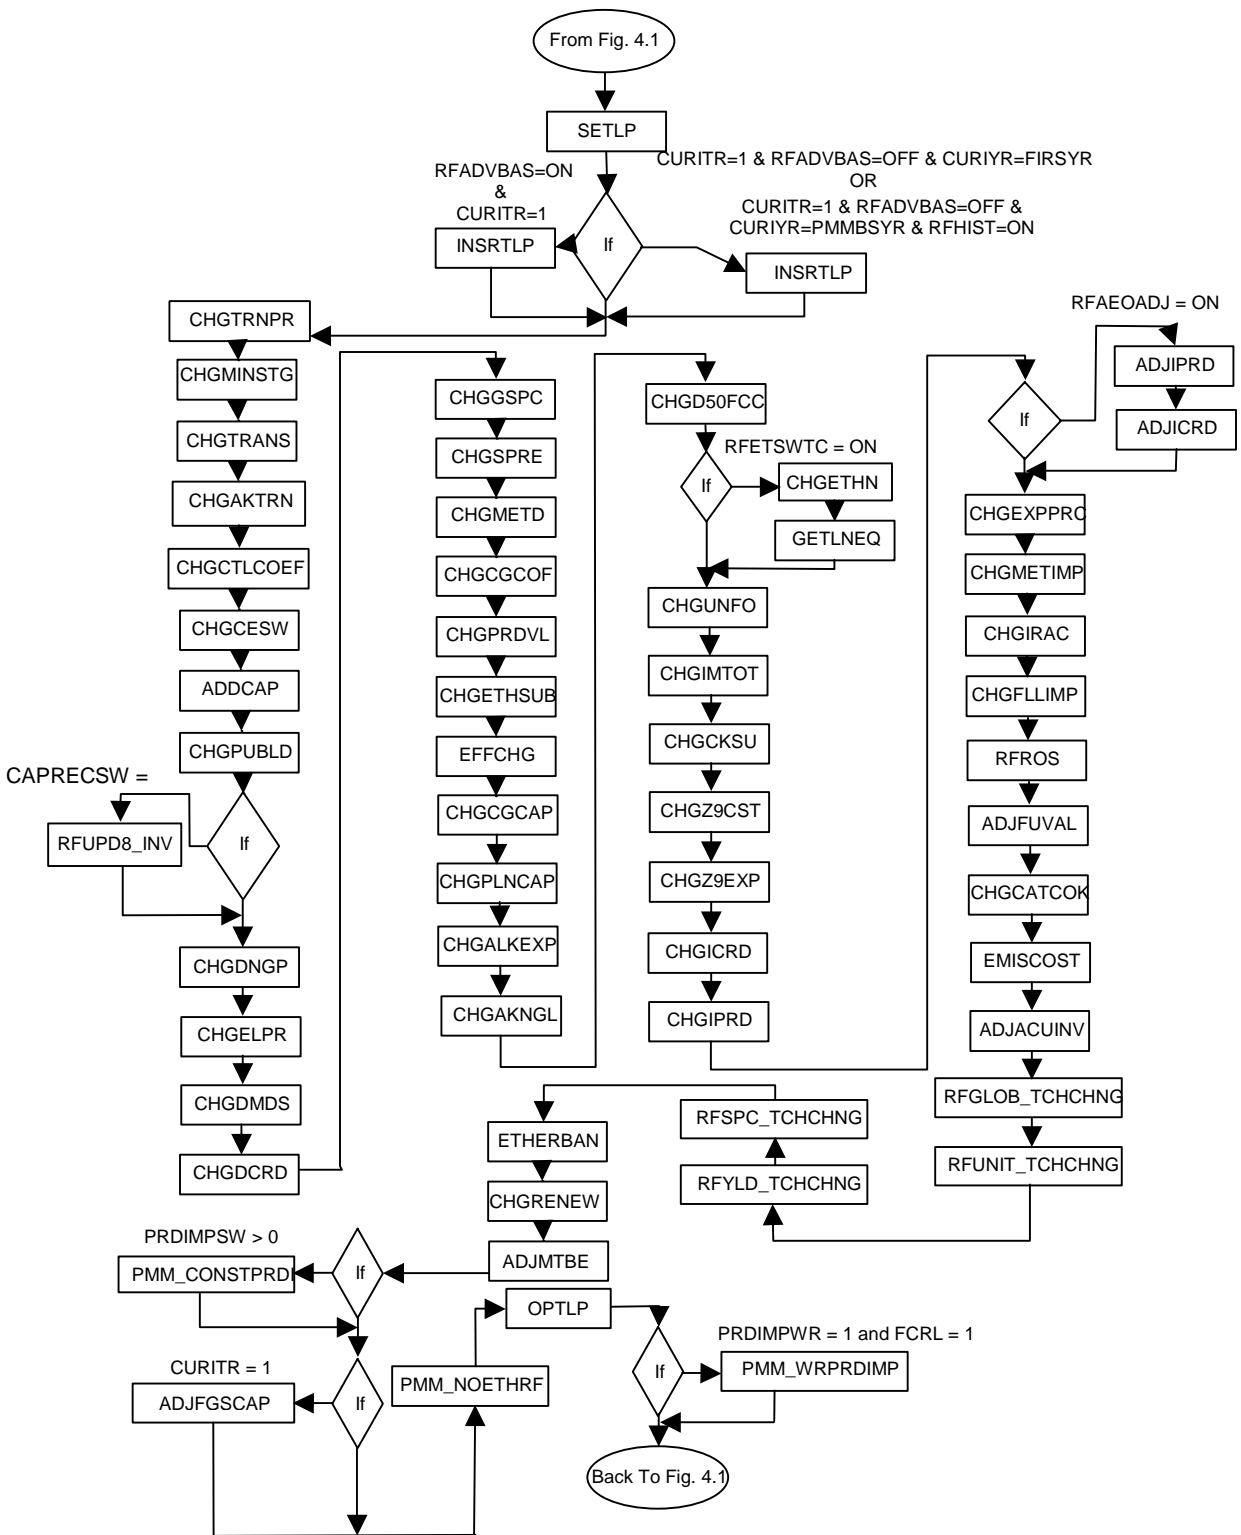 From Fig. 4.1
SETLP
RFADVBAS=ON
&
CURITR=1
CURITR=1 & RFADVBAS=OFF & CURIYR=FIRSYR
OR
CURITR=1 & RFADVBAS=OFF &
CURIYR=PMMBSYR & RFHIST=ON
If
INSRTLP
INSRTLP
CHGTRNPR
CHGMINSTG
CHGTRANS
CHGAKTRN
CHGCTLCOEF
CHGCESW
ADDCAP
CHGPUBLD
CAPRECSW =
If
RFUPD8_INV
CHGDNGP
CHGELPR
CHGDMDS
CHGDCRD
CHGGSPC
CHGSPRE
CHGMETD
CHGCGCOF
CHGPRDVL
CHGETHSUB
EFFCHG
CHGCGCAP
CHGPLNCAP
CHGALKEXP
CHGAKNGL
CHGD50FCC
If
RFETSWTC = ON
CHGETHN
GETLNEQ
CHGUNFO
CHGIMTOT
CHGCKSU
CHGZ9CST
CHGZ9EXP
CHGICRD
CHGIPRD
RFAEOADJ = ON
If
ADJIPRD
ADJICRD
CHGEXPPRC
CHGMETIMP
CHGIRAC
CHGFLLIMP
RFROS
ADJFUVAL
CHGCATCOK
EMISCOST
ADJACUINV
RFGLOB_TCHCHNG
RFUNIT_TCHCHNG
RFYLD_TCHCHNG
RFSPC_TCHCHNG
ETHERBAN
CHGRENEW
ADJMTBE
PRDIMPSW > 0
If
PMM_CONSTPRDI
CURITR = 1
If
ADJFGSCAP
PMM_NOETHRF
OPTLP
If
PRDIMPWR = 1 and FCRL = 1
PMM_WRPRDIMP
Back To Fig. 4.1